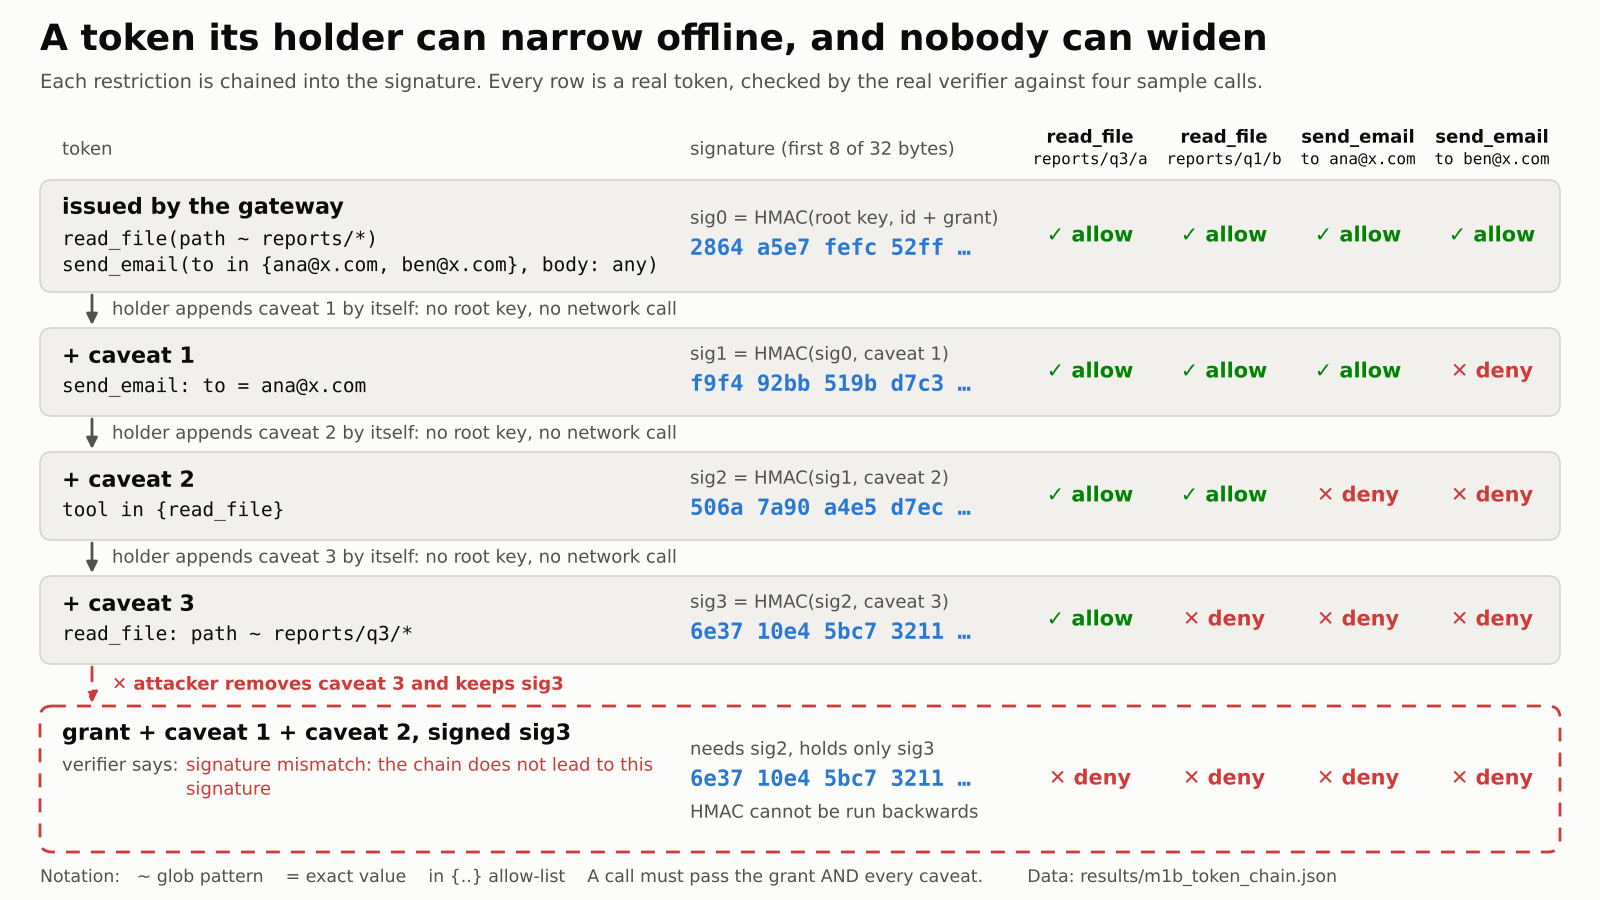 A token its holder can narrow offline, and nobody can widen
Each restriction is chained into the signature. Every row is a real token, checked by the real verifier against four sample calls.
token
signature (first 8 of 32 bytes)
read_file
reports/q3/a
read_file
reports/q1/b
send_email
to ana@x.com
send_email
to ben@x.com
issued by the gateway
read_file(path ~ reports/*)
send_email(to in {ana@x.com, ben@x.com}, body: any)
sig0 = HMAC(root key, id + grant)
2864 a5e7 fefc 52ff …
✓ allow
✓ allow
✓ allow
✓ allow
holder appends caveat 1 by itself: no root key, no network call
+ caveat 1
send_email: to = ana@x.com
sig1 = HMAC(sig0, caveat 1)
f9f4 92bb 519b d7c3 …
✓ allow
✓ allow
✓ allow
✕ deny
holder appends caveat 2 by itself: no root key, no network call
+ caveat 2
tool in {read_file}
sig2 = HMAC(sig1, caveat 2)
506a 7a90 a4e5 d7ec …
✓ allow
✓ allow
✕ deny
✕ deny
holder appends caveat 3 by itself: no root key, no network call
+ caveat 3
read_file: path ~ reports/q3/*
sig3 = HMAC(sig2, caveat 3)
6e37 10e4 5bc7 3211 …
✓ allow
✕ deny
✕ deny
✕ deny
✕ attacker removes caveat 3 and keeps sig3
grant + caveat 1 + caveat 2, signed sig3
verifier says: signature mismatch: the chain does not lead to this
signature
needs sig2, holds only sig3
6e37 10e4 5bc7 3211 …
HMAC cannot be run backwards
✕ deny
✕ deny
✕ deny
✕ deny
Notation: ~ glob pattern = exact value in {..} allow-list A call must pass the grant AND every caveat. Data: results/m1b_token_chain.json